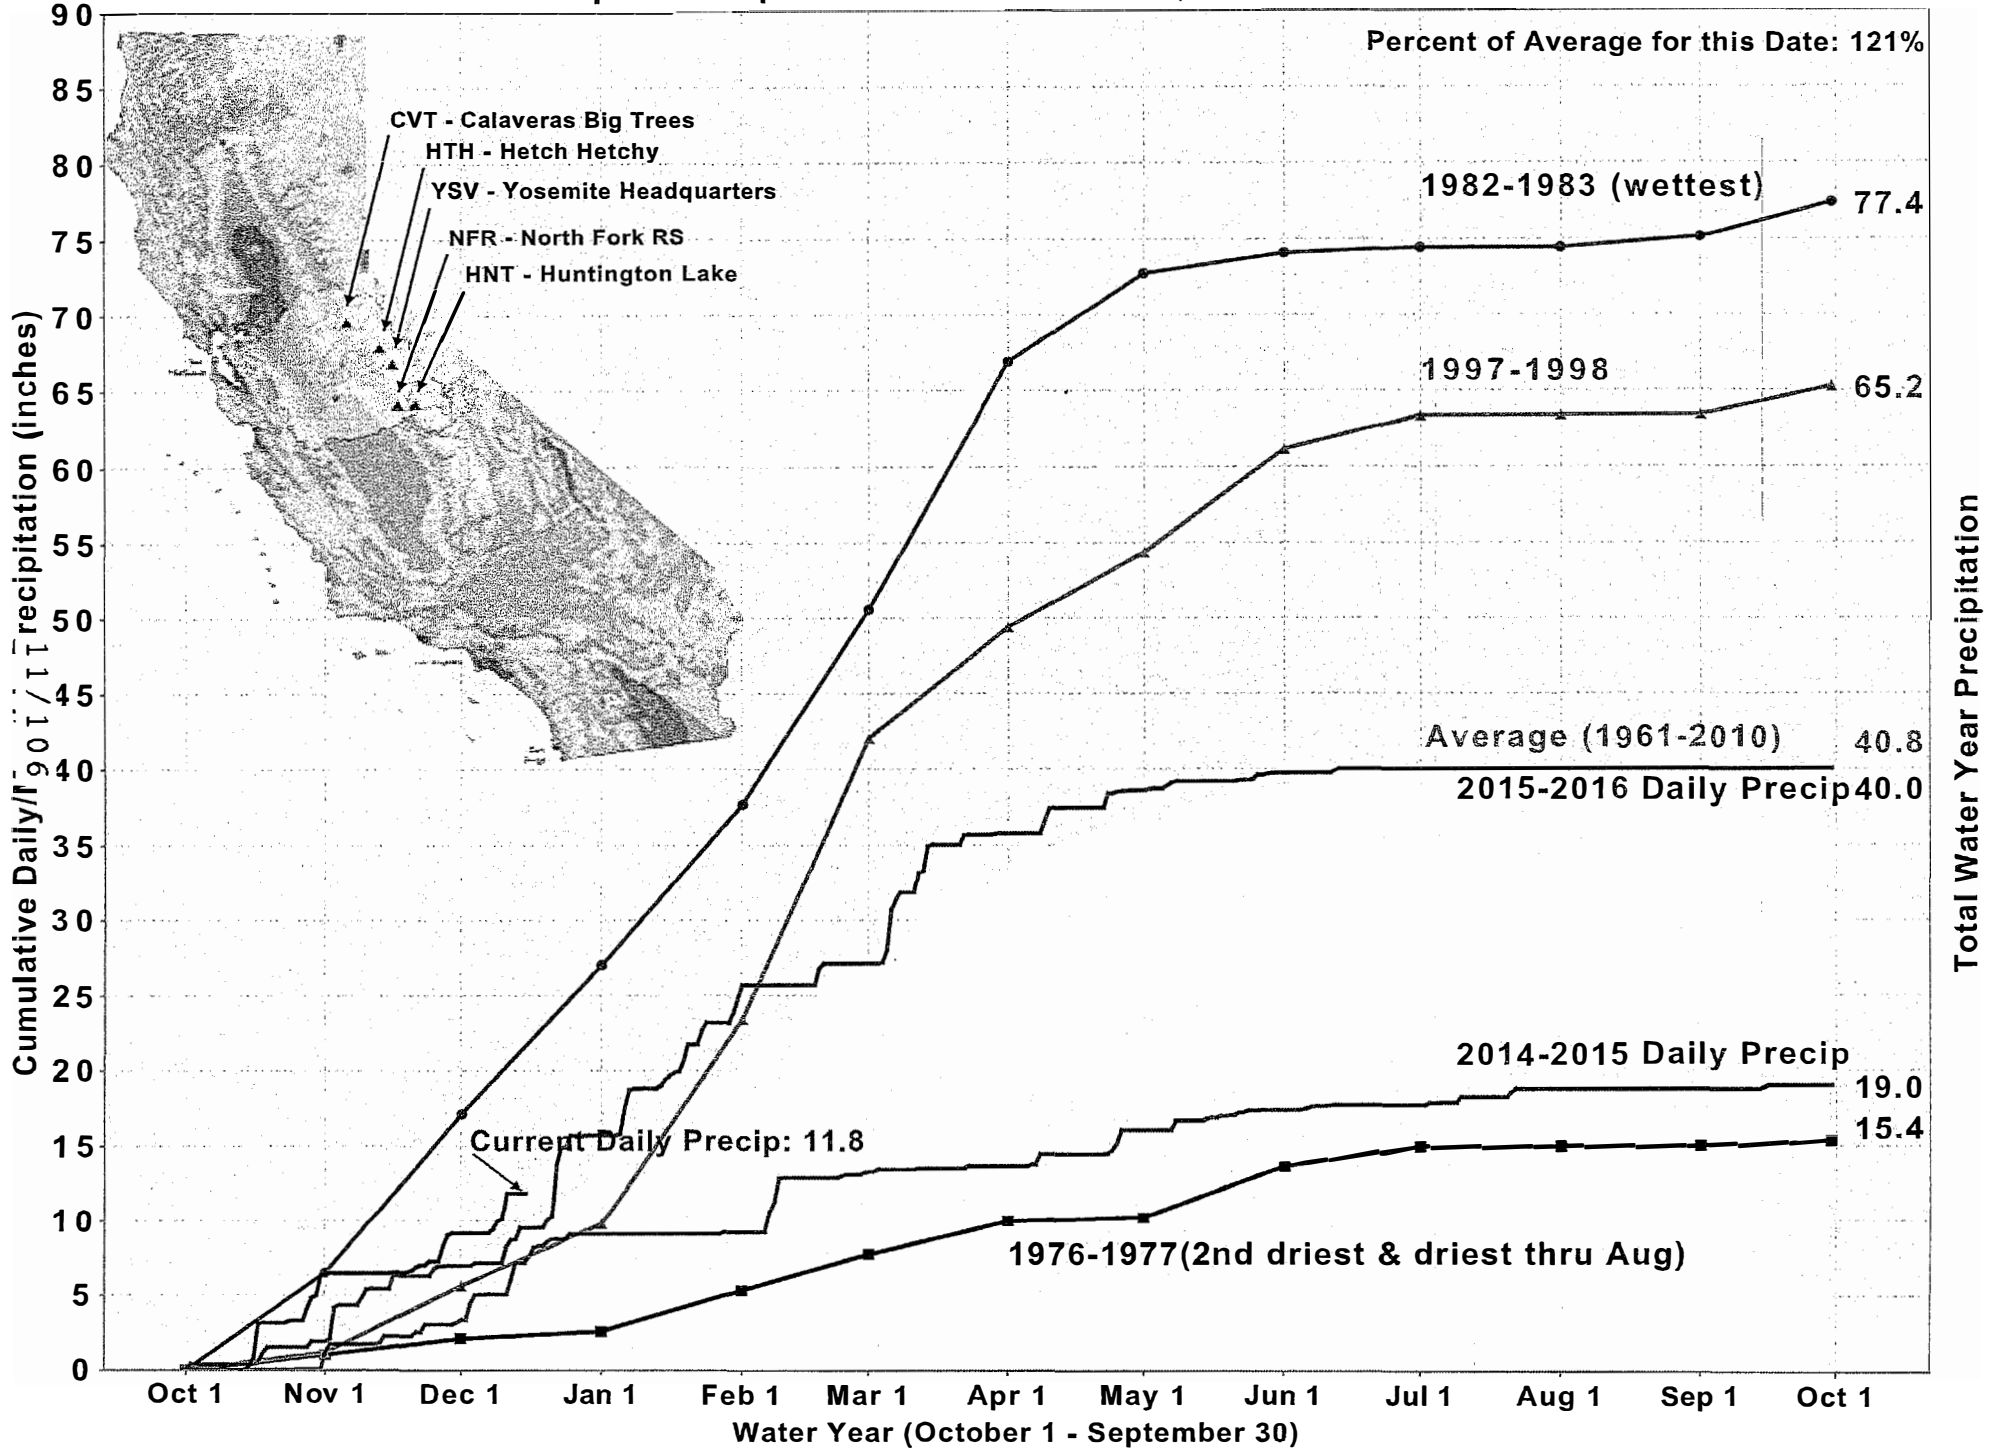 Percent of Average for this Date: 121%
CVT - Calaveras Big Trees
HTH - Hetch Hetchy
YSV - Yosemite Headquarters
NFR - North Fork RS
HNT - Huntington Lake
1982-1983 (wettest)
77.4
1997-1998
65.2
Average (1961-2010)
40.8
2015-2016 Daily Precip
40.0
2014-2015 Daily Precip
19.0
15.4
Current Daily Precip: 11.8
1976-1977(2nd driest & driest thru Aug)
90
85
80
75
70
65
60
55
50
45
40
35
30
25
20
15
10
5
0
Oct 1
Nov 1
Dec 1
Jan 1
Feb 1
Mar 1
Apr 1
May 1
Jun 1
Jul 1
Aug 1
Sep 1
Oct 1
Water Year (October 1 - September 30)
Cumulative Daily/ recipitation (inches)
Total Water Year Precipitation